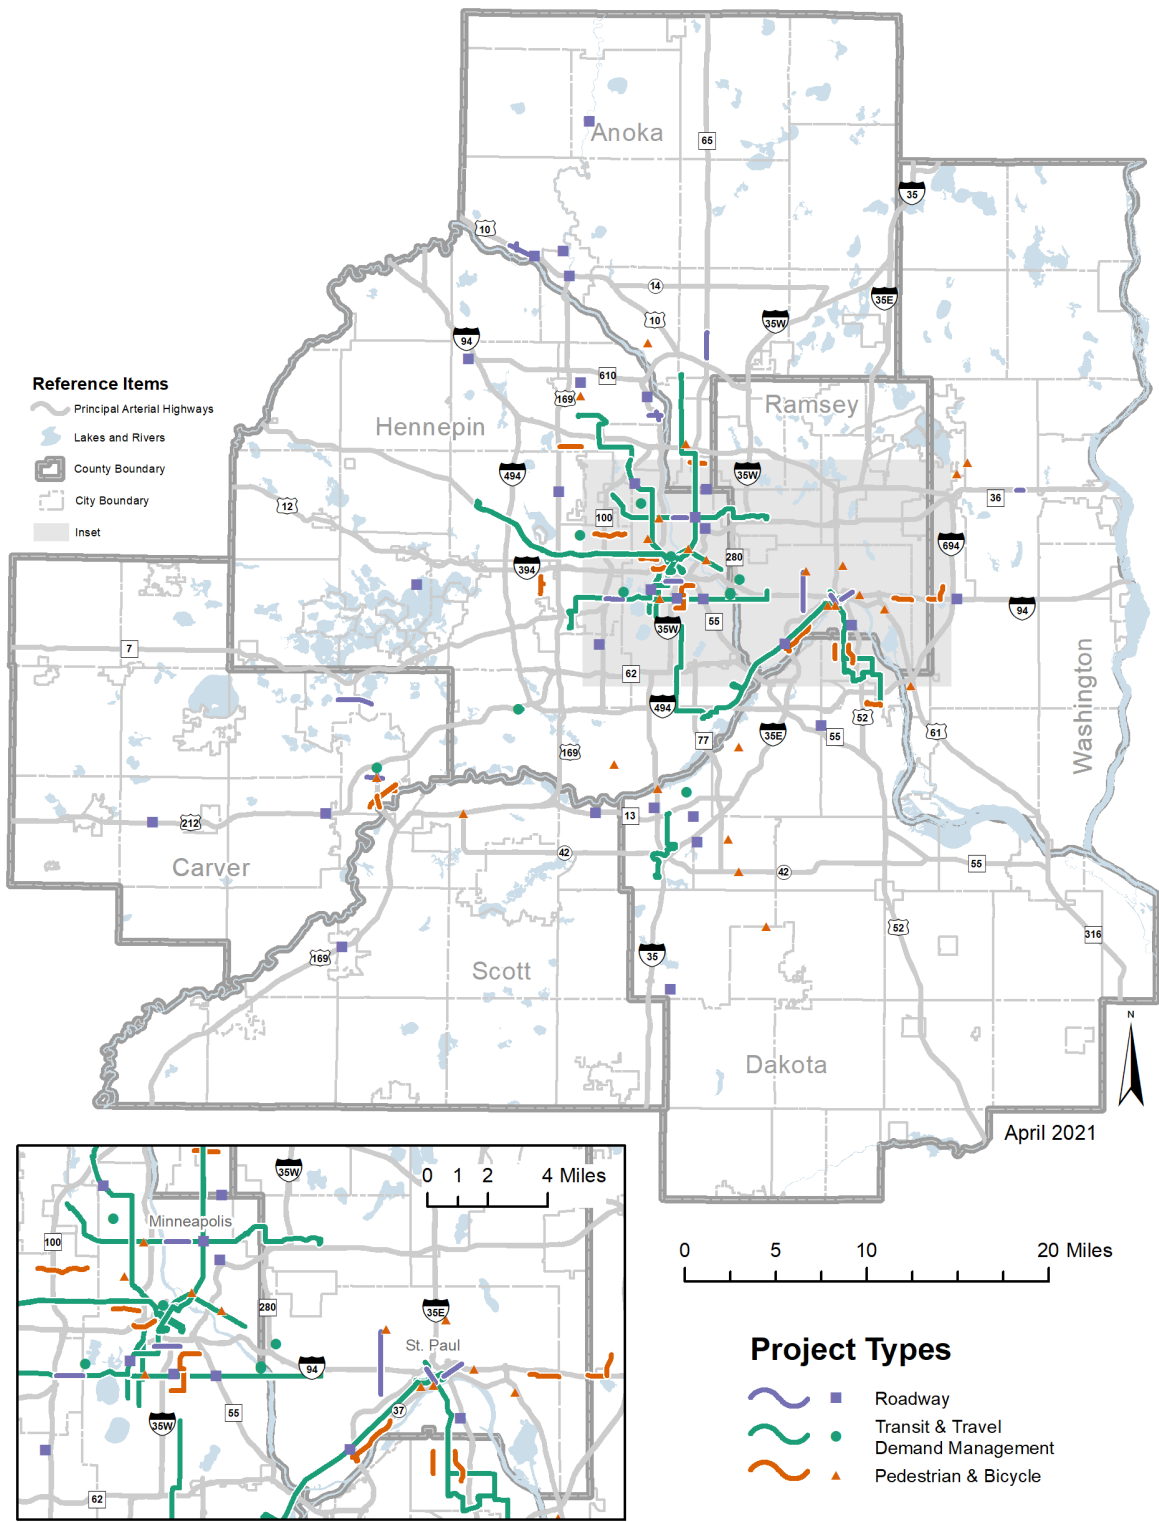 Anoka
65
35
10
14
35E
10
35W
94
Reference Items
Principal Arterial Highways
Lakes and Rivers
County Boundary
City Boundary
Inset
610
169
Ramsey
Hennepin
494
35W
36
12
100
694
280
394
94
55
35W
7
62
Washington
494
52
61
77
35E
55
169
13
212
42
55
Carver
42
52
316
35
169
Scott
N
Dakota
April 2021
35W
0 1 2 4 Miles
Minneapolis
100
280
35E
St. Paul
94
37
55
35W
62
0 5 10 20 Miles
Project Types
Roadway
Transit & Travel
Demand Management
Pedestrian & Bicycle